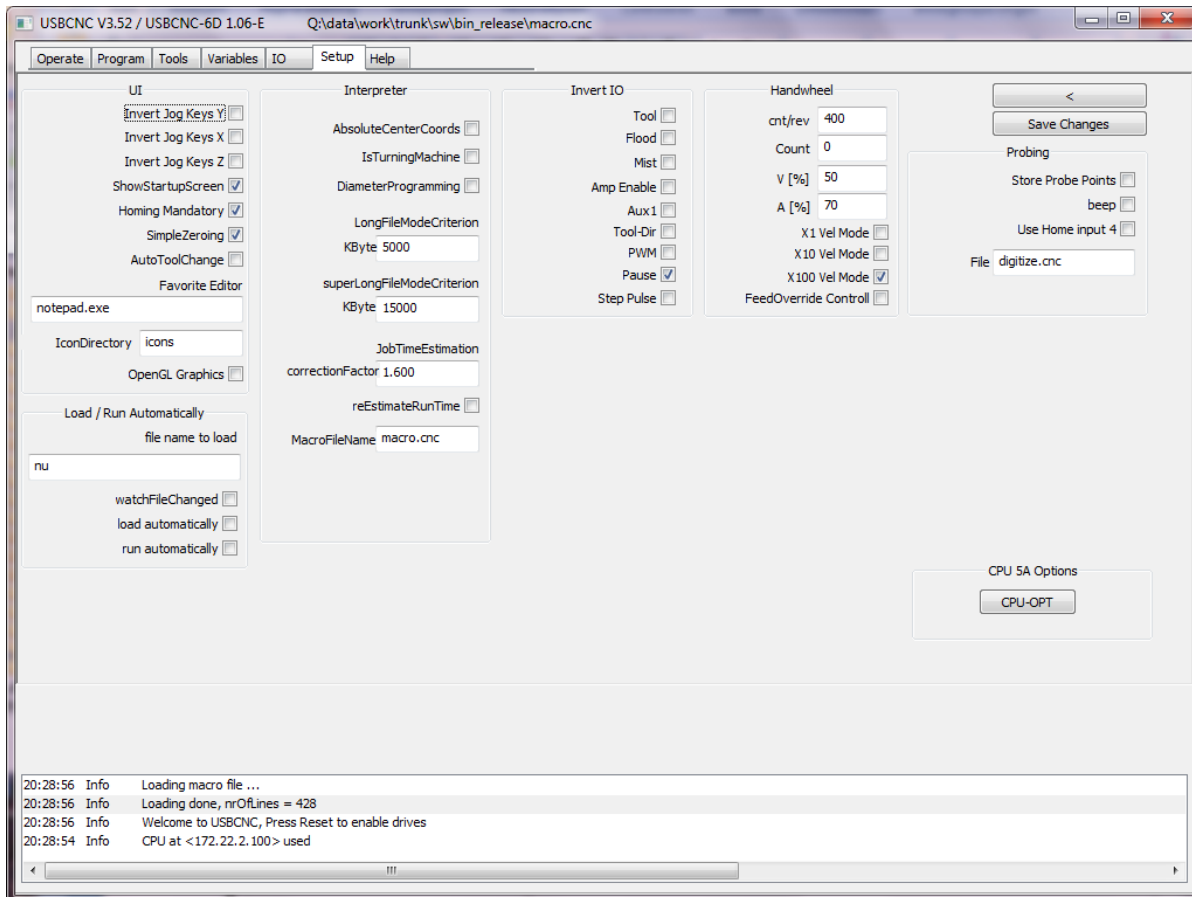 USBCNC V3.52 / USBCNC-6D 1.06-E Q:\data\work\trunk\sw\bin_release\macro.cnc
Operate Program Tools Variables IO Setup Help
UI
Invert Jog Keys Y
Invert Jog Keys X
Invert Jog Keys Z
ShowStartupScreen
Homing Mandatory
SimpleZeroing
AutoToolChange
Favorite Editor
notepad.exe
IconDirectory icons
OpenGL Graphics
Load / Run Automatically
file name to load
nu
watchFileChanged
load automatically
run automatically
Interpreter
AbsoluteCenterCoords
IsTurningMachine
DiameterProgramming
LongFileModeCriterion
KByte 5000
superLongFileModeCriterion
KByte 15000
JobTimeEstimation
correctionFactor 1.600
reEstimateRunTime
MacroFileName macro.cnc
Invert IO
Tool
Flood
Mist
Amp Enable
Aux1
Tool-Dir
PWM
Pause
Step Pulse
Handwheel
cnt/rev 400
Count 0
V [%] 50
A [%] 70
X1 Vel Mode
X10 Vel Mode
X100 Vel Mode
FeedOverride Controll
<
Save Changes
Probing
Store Probe Points
beep
Use Home input 4
File digitize.cnc
CPU 5A Options
CPU-OPT
20:28:56 Info Loading macro file ...
20:28:56 Info Loading done, nrOfLines = 428
20:28:56 Info Welcome to USBCNC, Press Reset to enable drives
20:28:54 Info CPU at <172.22.2.100> used